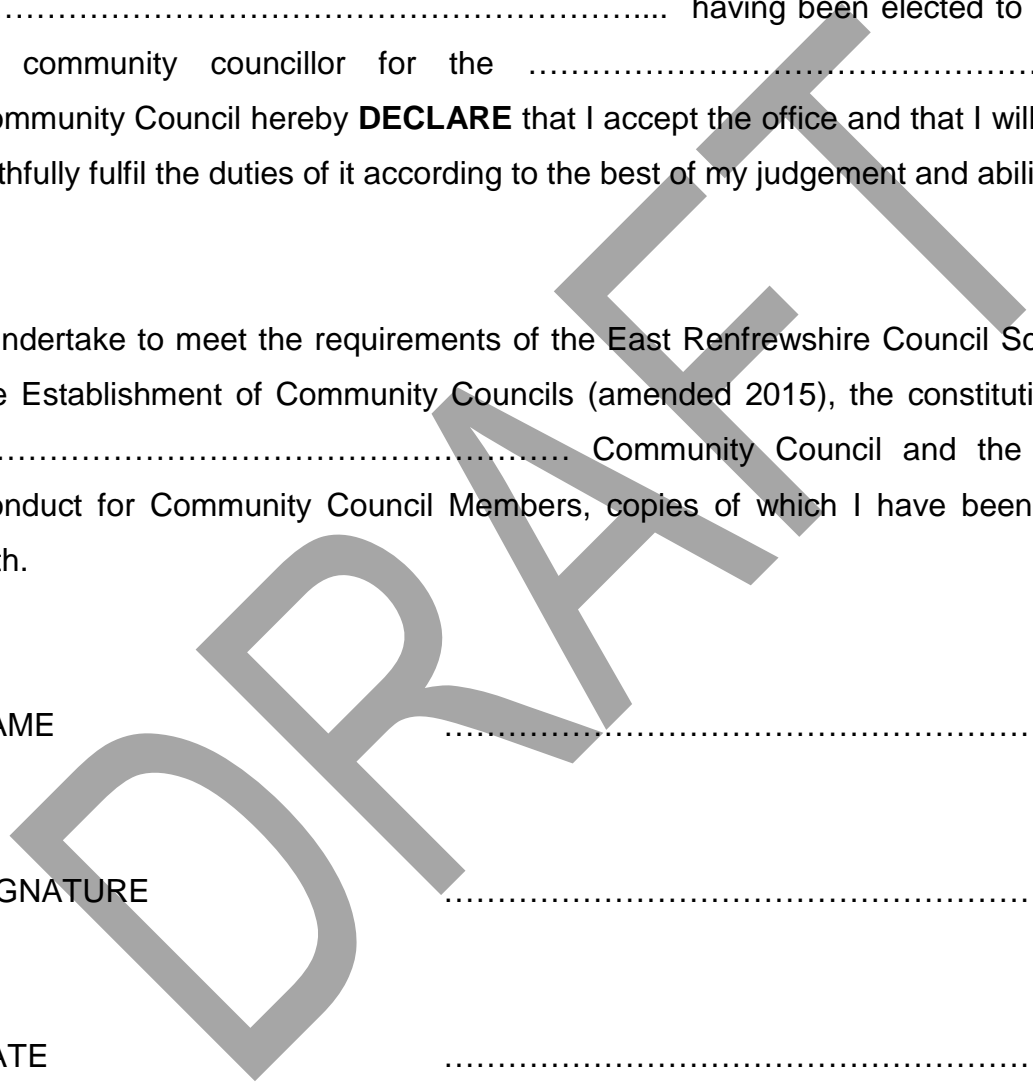 ……………………………………………………….... having been elected to
community councillor for the ……………………………………………
ommunity Council hereby DECLARE that I accept the office and that I will
thfully fulfil the duties of it according to the best of my judgement and abili
ndertake to meet the requirements of the East Renfrewshire Council Sc
e Establishment of Community Councils (amended 2015), the constituti
………………………………………………… Community Council and the
onduct for Community Council Members, copies of which I have been
th.
AME ……………………………………………….
GNATURE ……………………………………………….
ATE ……………………………………………….
DRAFT